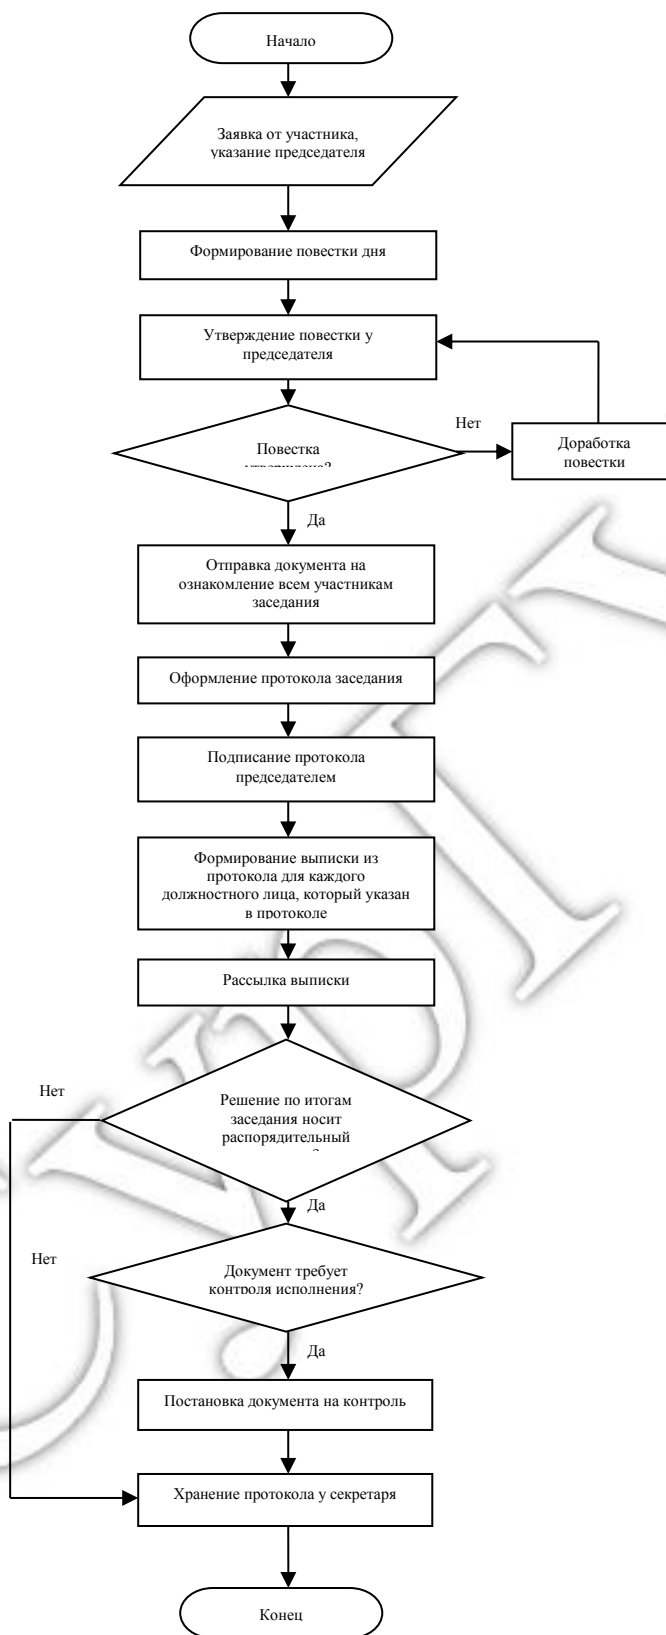 Начало
Заявка от участника,
указание председателя
Формирование повестки дня
Утверждение повестки у
председателя
Нет
Повестка
утверждена?
Доработка
повестки
Да
Отправка документа на
ознакомление всем участникам
заседания
Оформление протокола заседания
Подписание протокола
председателем
Формирование выписки из
протокола для каждого
должностного лица, который указан
в протоколе
Рассылка выписки
Нет
Решение по итогам
заседания носит
распорядительный
Да
Нет
Документ требует
контроля исполнения?
Да
Постановка документа на контроль
Хранение протокола у секретаря
Конец